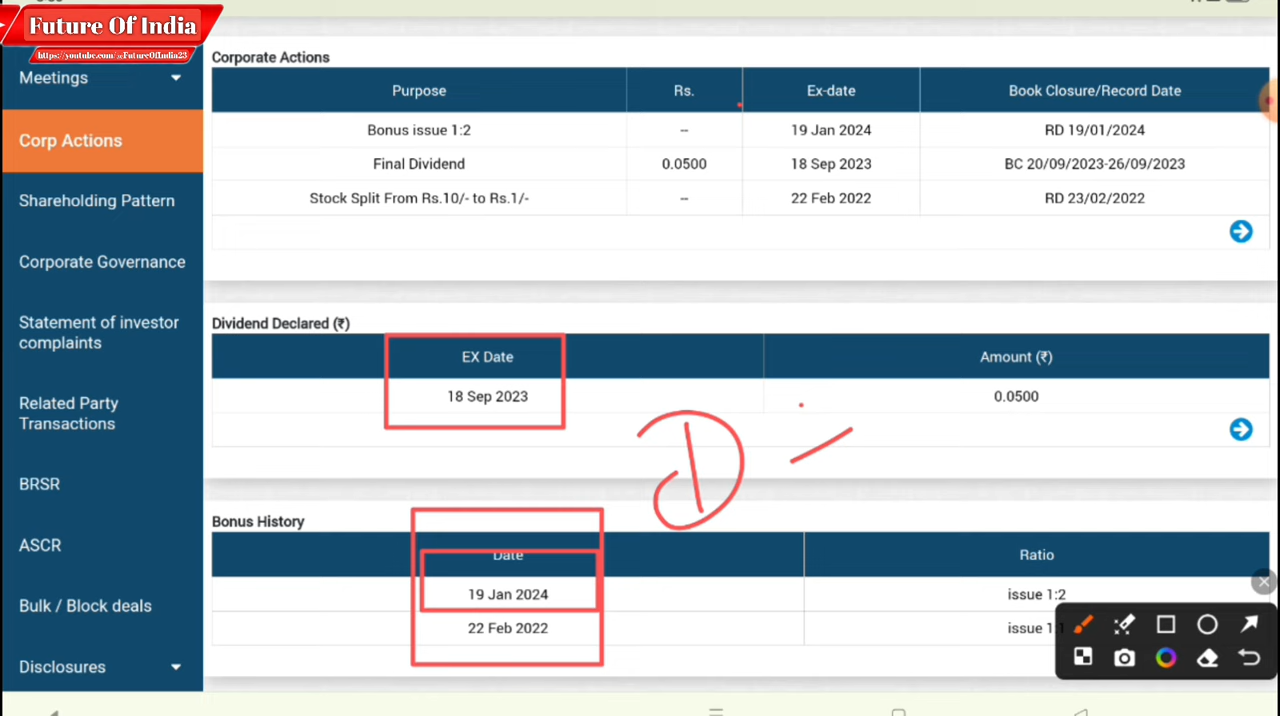 Future Of India
https://youtube.com/@FutureOfIndia23
Meetings
Corp Actions
Shareholding Pattern
Corporate Governance
Statement of investor
complaints
Related Party
Transactions
BRSR
ASCR
Bulk / Block deals
Disclosures
Corporate Actions
Purpose Rs. Ex-date Book Closure/Record Date
Bonus issue 1:2 -- 19 Jan 2024 RD 19/01/2024
Final Dividend 0.0500 18 Sep 2023 BC 20/09/2023-26/09/2023
Stock Split From Rs.10/- to Rs.1/- -- 22 Feb 2022 RD 23/02/2022
Dividend Declared (₹)
EX Date Amount (₹)
18 Sep 2023 0.0500
D -
Bonus History
Date Ratio
19 Jan 2024 issue 1:2
22 Feb 2022 issue